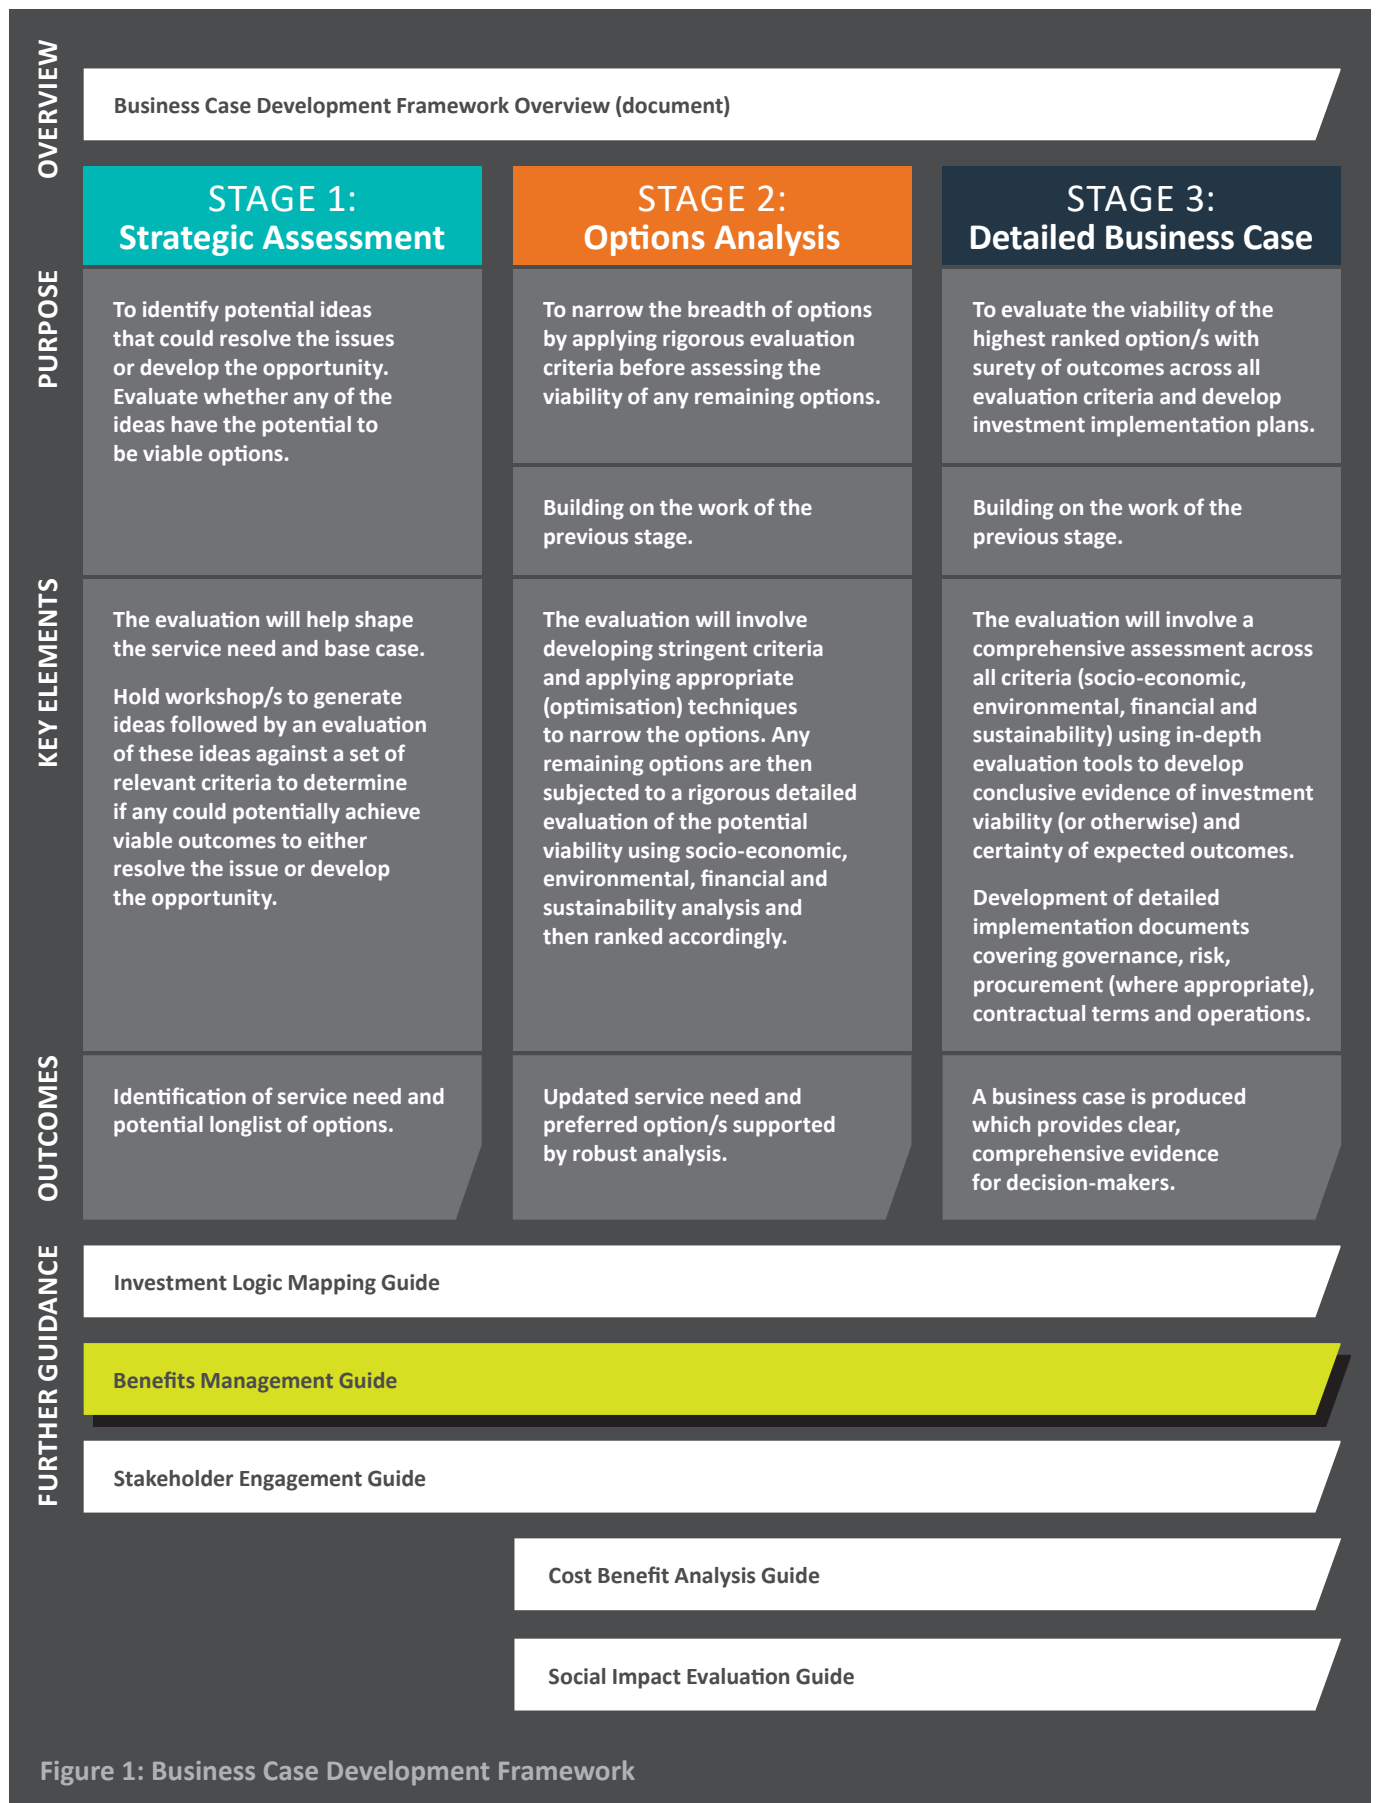 OVERVIEW
Business Case Development Framework Overview (document)
STAGE 1:
Strategic Assessment
STAGE 2:
Options Analysis
STAGE 3:
Detailed Business Case
PURPOSE
To identify potential ideas
that could resolve the issues
or develop the opportunity.
Evaluate whether any of the
ideas have the potential to
be viable options.
To narrow the breadth of options
by applying rigorous evaluation
criteria before assessing the
viability of any remaining options.
Building on the work of the
previous stage.
To evaluate the viability of the
highest ranked option/s with
surety of outcomes across all
evaluation criteria and develop
investment implementation plans.
Building on the work of the
previous stage.
KEY ELEMENTS
The evaluation will help shape
the service need and base case.
Hold workshop/s to generate
ideas followed by an evaluation
of these ideas against a set of
relevant criteria to determine
if any could potentially achieve
viable outcomes to either
resolve the issue or develop
the opportunity.
The evaluation will involve
developing stringent criteria
and applying appropriate
(optimisation) techniques
to narrow the options. Any
remaining options are then
subjected to a rigorous detailed
evaluation of the potential
viability using socio-economic,
environmental, financial and
sustainability analysis and
then ranked accordingly.
The evaluation will involve a
comprehensive assessment across
all criteria (socio-economic,
environmental, financial and
sustainability) using in-depth
evaluation tools to develop
conclusive evidence of investment
viability (or otherwise) and
certainty of expected outcomes.
Development of detailed
implementation documents
covering governance, risk,
procurement (where appropriate),
contractual terms and operations.
OUTCOMES
Identification of service need and
potential longlist of options.
Updated service need and
preferred option/s supported
by robust analysis.
A business case is produced
which provides clear,
comprehensive evidence
for decision-makers.
FURTHER GUIDANCE
Investment Logic Mapping Guide
Benefits Management Guide
Stakeholder Engagement Guide
Cost Benefit Analysis Guide
Social Impact Evaluation Guide
Figure 1: Business Case Development Framework